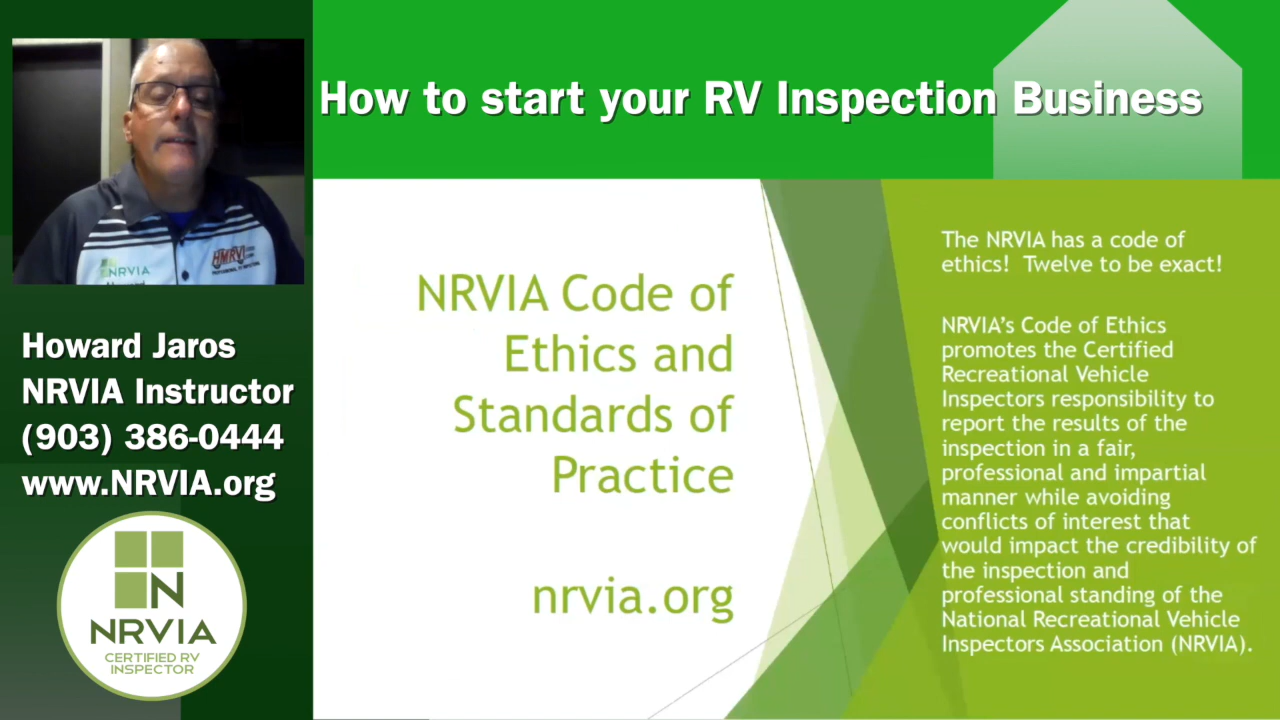 How to start your RV Inspection Business
NRVIA
HMRVI
Howard Jaros
NRVIA Instructor
(903) 386-0444
www.NRVIA.org
N
NRVIA
CERTIFIED RV
INSPECTOR
NRVIA Code of
Ethics and
Standards of
Practice
nrvia.org
The NRVIA has a code of
ethics! Twelve to be exact!
NRVIA's Code of Ethics
promotes the Certified
Recreational Vehicle
Inspectors responsibility to
report the results of the
inspection in a fair,
professional and impartial
manner while avoiding
conflicts of interest that
would impact the credibility of
the inspection and
professional standing of the
National Recreational Vehicle
Inspectors Association (NRVIA).